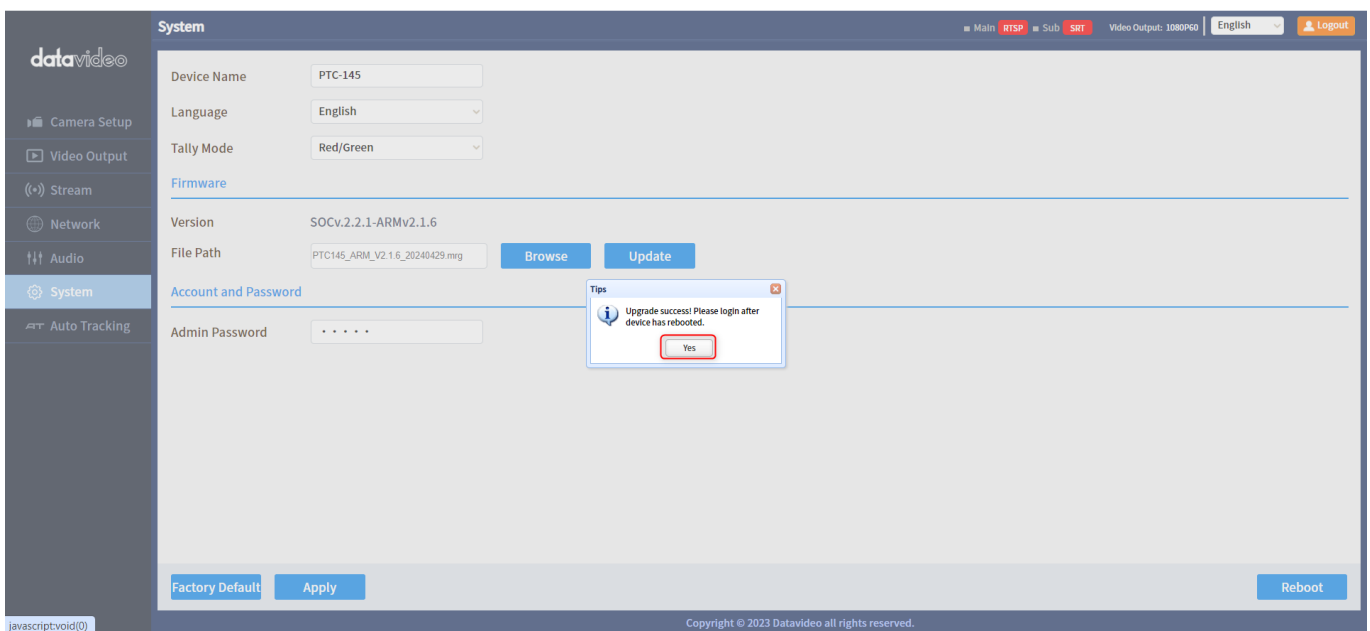 System
Main RTSP Sub SRT Video Output: 1080P60 English Logout
datavideo
Camera Setup
Video Output
Stream
Network
Audio
System
Auto Tracking
Device Name PTC-145
Language English
Tally Mode Red/Green
Firmware
Version SOCv.2.2.1-ARMv2.1.6
File Path PTC145_ARM_V2.1.6_20240429.mrg Browse Update
Account and Password
Admin Password • • • • •
Tips
Upgrade success! Please login after
device has rebooted.
Yes
Factory Default Apply Reboot
Copyright © 2023 Datavideo all rights reserved.
javascript:void(0)